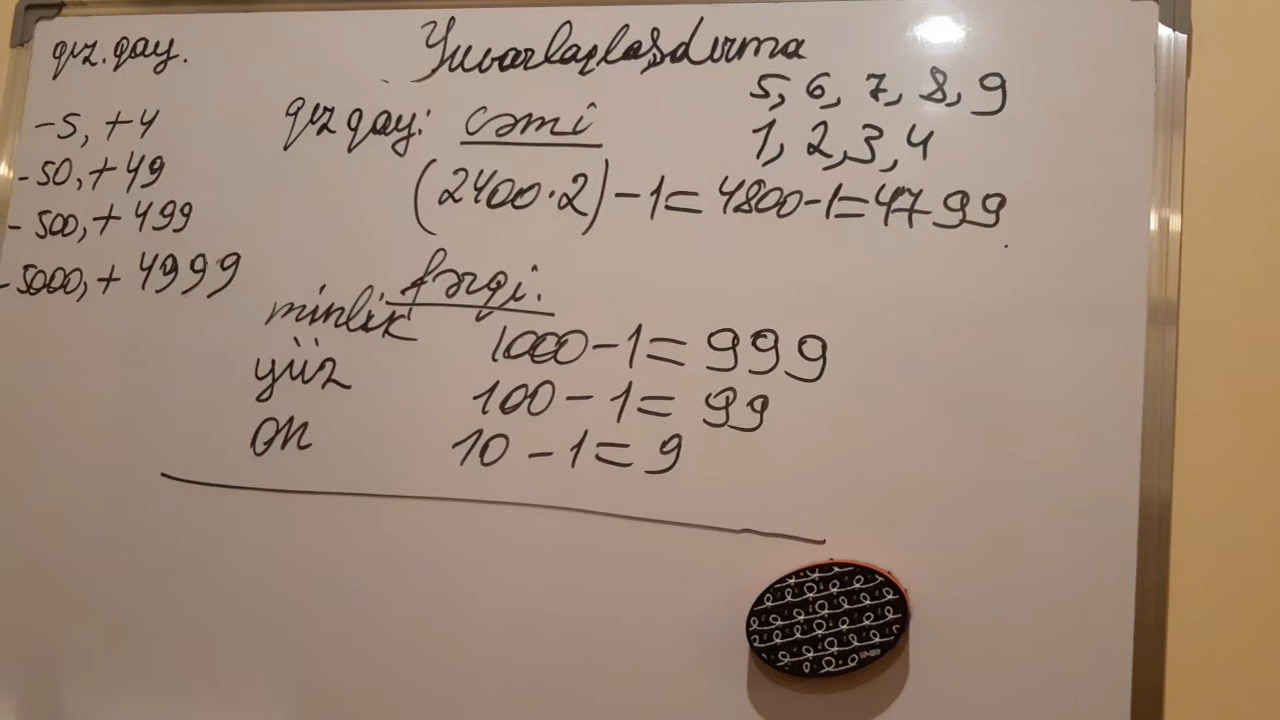 qız.qay.
-5, +4
-50, +49
-500, +499
-5000, +4999
Yuvarlaqlaşdırma
5, 6, 7, 8, 9
1, 2, 3, 4
qız qay: cəmi
(2400·2)-1=4800-1=4799
fərqi.
minlik 1000-1=999
yüz 100-1=99
on 10-1=9